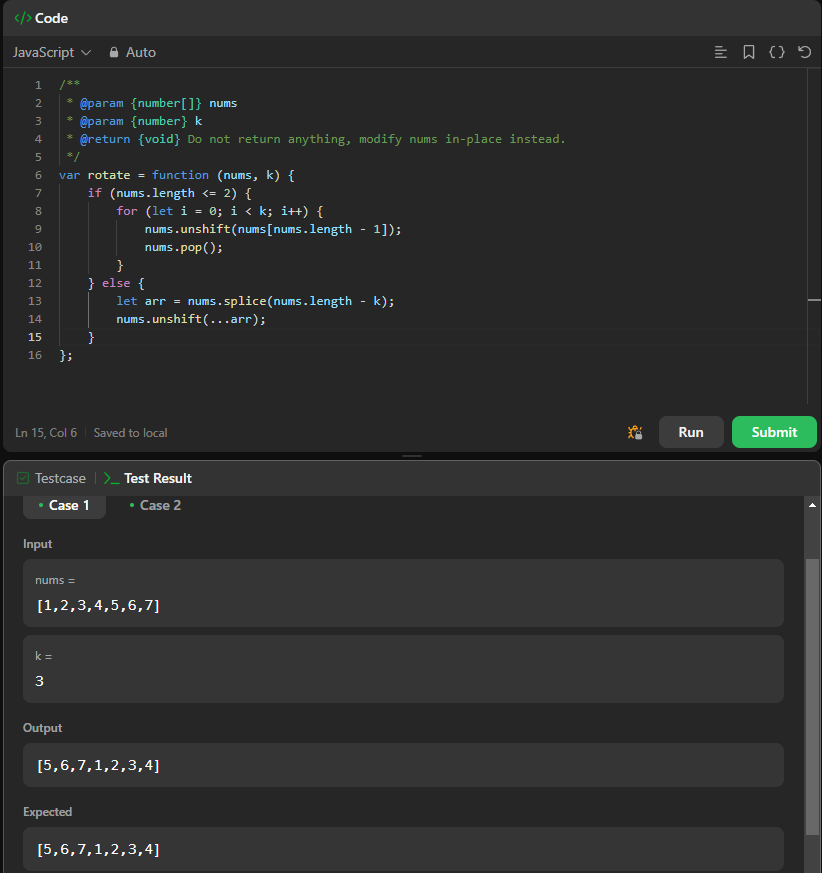 </> Code
JavaScript Auto
1 /**
2 * @param {number[]} nums
3 * @param {number} k
4 * @return {void} Do not return anything, modify nums in-place instead.
5 */
6 var rotate = function (nums, k) {
7 if (nums.length <= 2) {
8 for (let i = 0; i < k; i++) {
9 nums.unshift(nums[nums.length - 1]);
10 nums.pop();
11 }
12 } else {
13 let arr = nums.splice(nums.length - k);
14 nums.unshift(...arr);
15 }
16 };
Ln 15, Col 6 Saved to local Run Submit
Testcase Test Result
Case 1 Case 2
Input
nums =
[1,2,3,4,5,6,7]
k =
3
Output
[5,6,7,1,2,3,4]
Expected
[5,6,7,1,2,3,4]